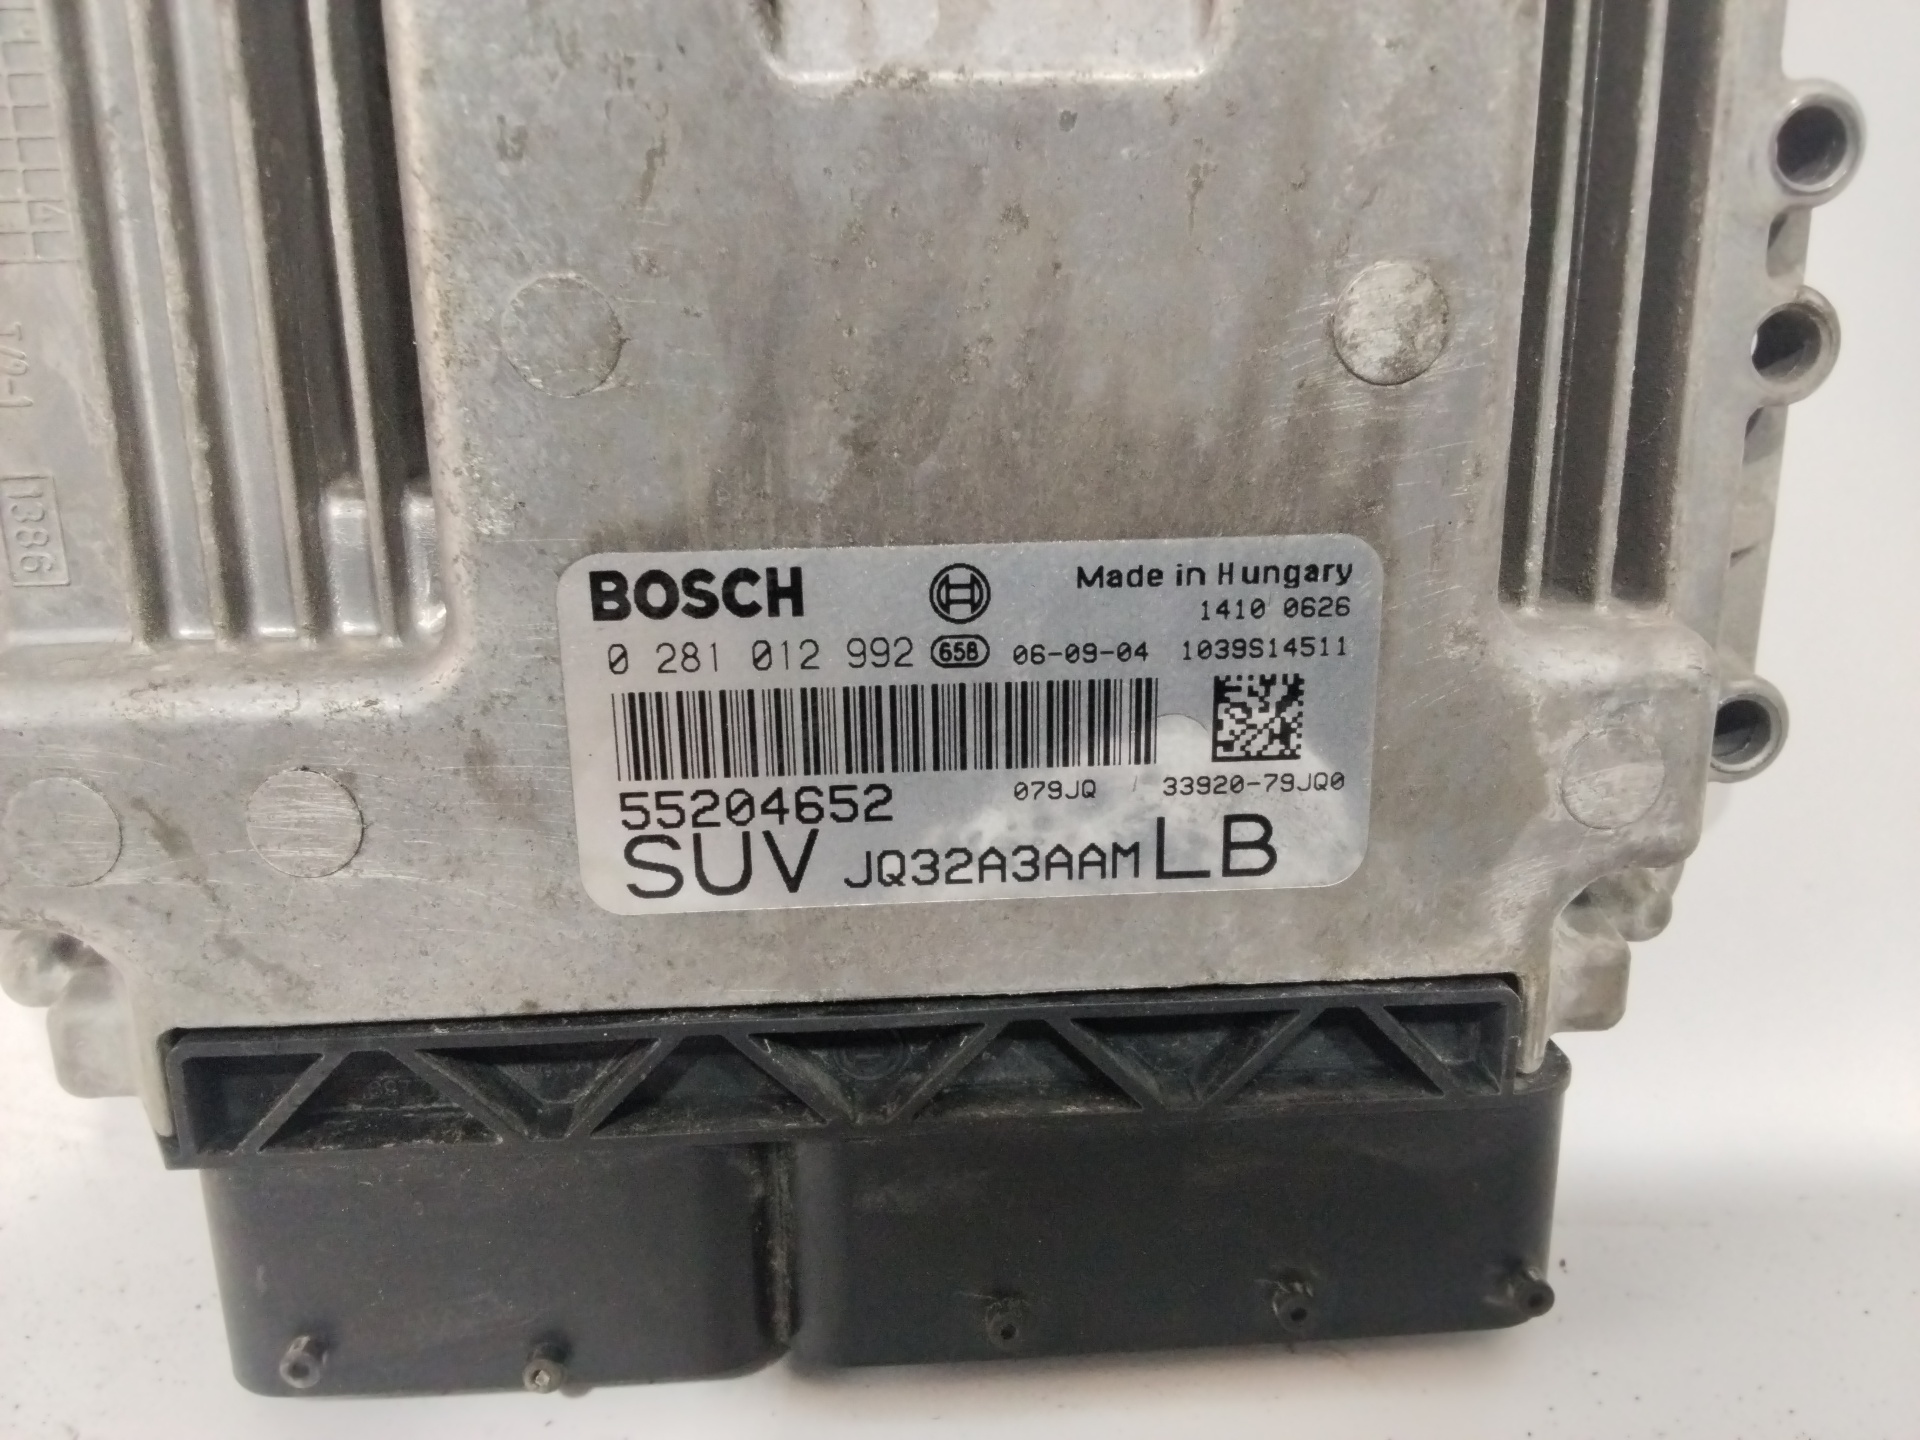 BOSCH
Made in Hungary
1410 0626
0 281 012 992 65B 06-09-04 1039S14511
55204652
079JQ
33920-79JQ0
SUV JQ32A3AAM LB
1386